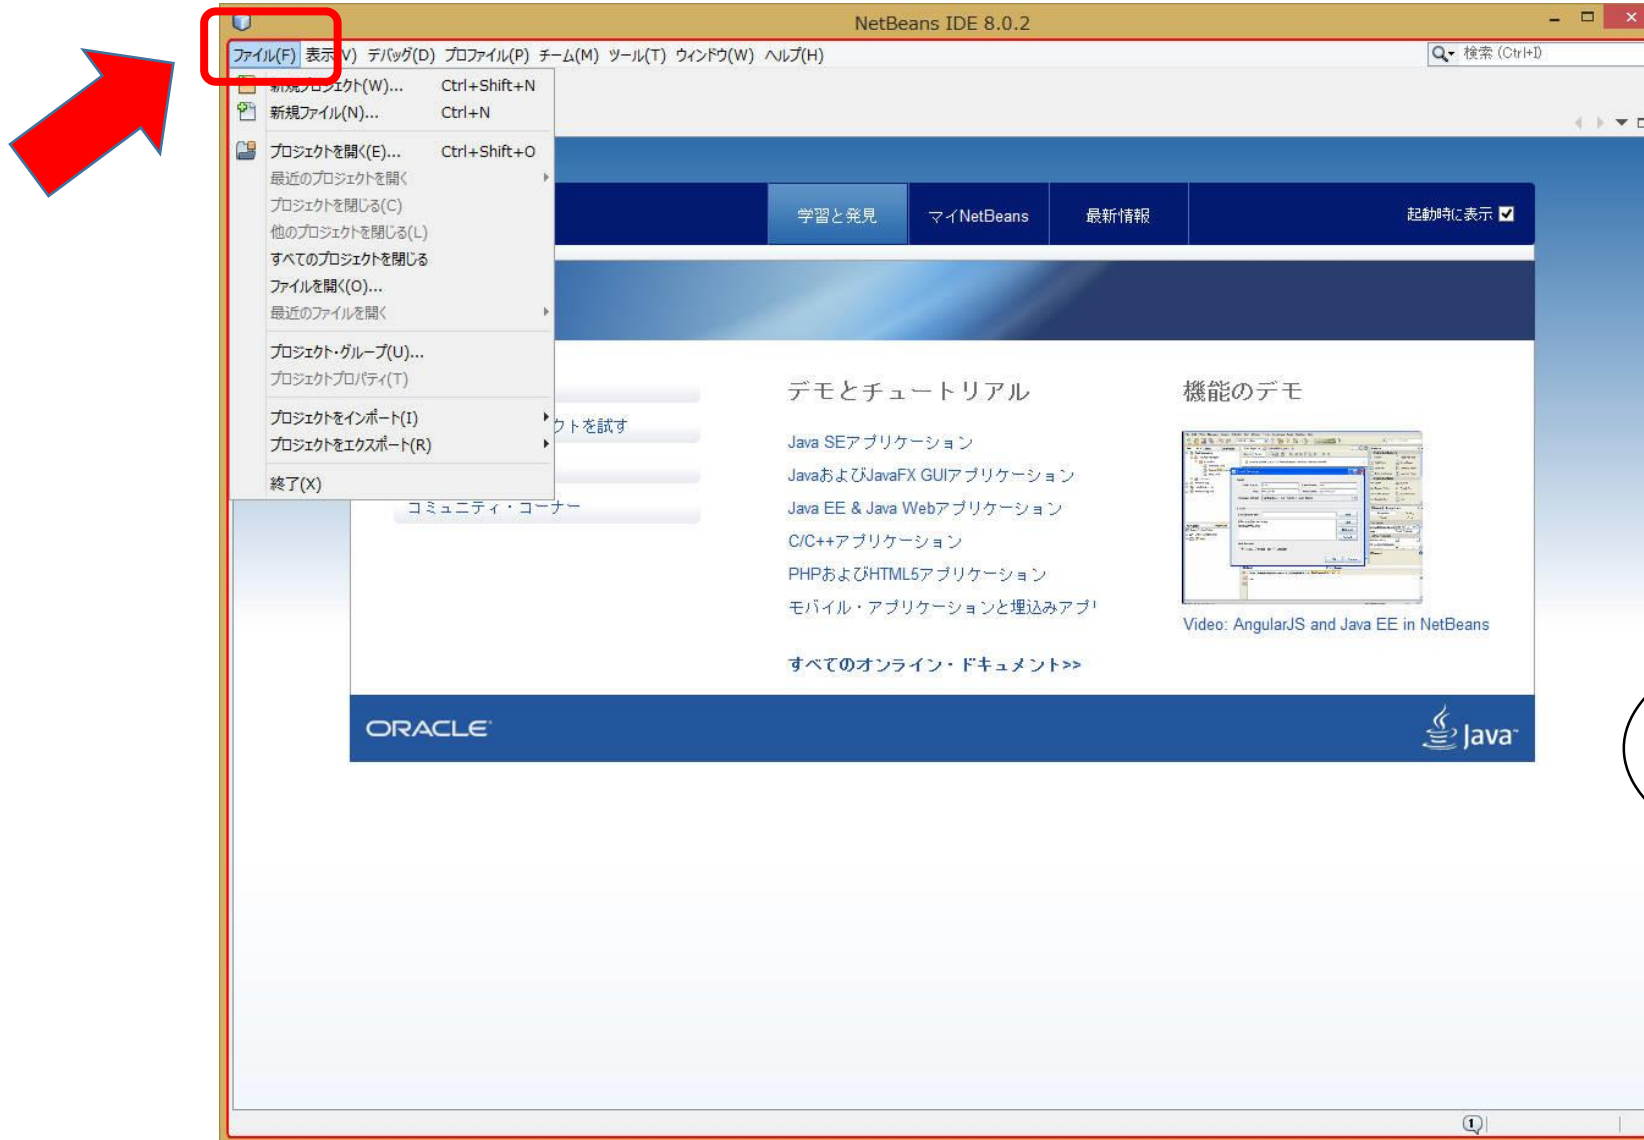 NetBeans IDE 8.0.2
ファイル(F) 表示(V) デバッグ(D) プロファイル(P) チーム(M) ツール(T) ウィンドウ(W) ヘルプ(H)
検索 (Ctrl+I)
新規プロジェクト(W)... Ctrl+Shift+N
新規ファイル(N)... Ctrl+N
プロジェクトを開く(E)... Ctrl+Shift+O
最近のプロジェクトを開く
プロジェクトを閉じる(C)
他のプロジェクトを閉じる(L)
すべてのプロジェクトを閉じる
ファイルを開く(O)...
最近のファイルを開く
プロジェクト・グループ(U)...
プロジェクトプロパティ(T)
プロジェクトをインポート(I)
プロジェクトをエクスポート(R)
終了(X)
学習と発見 マイNetBeans 最新情報 起動時に表示
クトを試す
コミュニティ・コーナー
デモとチュートリアル
Java SEアプリケーション
JavaおよびJavaFX GUIアプリケーション
Java EE & Java Webアプリケーション
C/C++アプリケーション
PHPおよびHTML5アプリケーション
モバイル・アプリケーションと埋込みアプリ
すべてのオンライン・ドキュメント>>
機能のデモ
Video: AngularJS and Java EE in NetBeans
ORACLE
Java
1